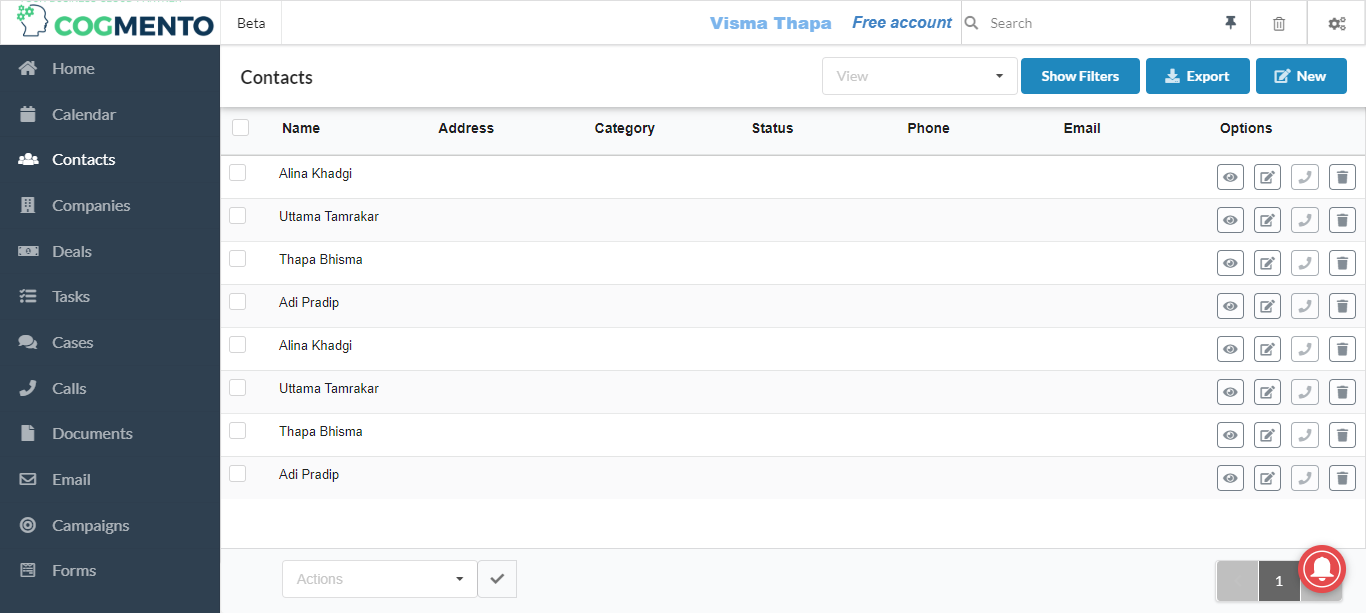 COGMENTO
Beta
Visma Thapa
Free account
Search
Home
Calendar
Contacts
Companies
Deals
Tasks
Cases
Calls
Documents
Email
Campaigns
Forms
Contacts
View
Show Filters
Export
New
Name Address Category Status Phone Email Options
Alina Khadgi
Uttama Tamrakar
Thapa Bhisma
Adi Pradip
Alina Khadgi
Uttama Tamrakar
Thapa Bhisma
Adi Pradip
Actions
1